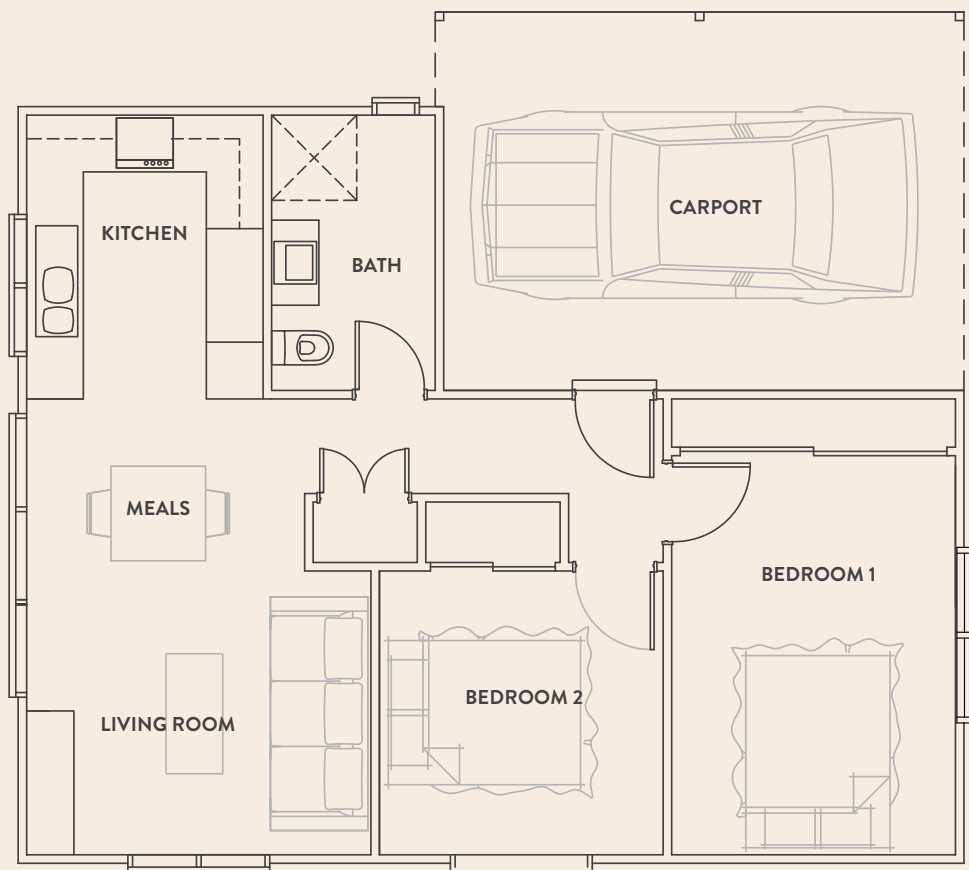 CARPORT
KITCHEN
BATH
MEALS
BEDROOM 1
BEDROOM 2
LIVING ROOM